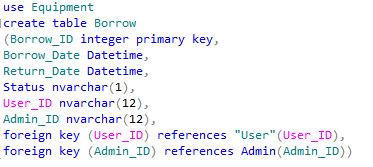 use Equipment
create table Borrow
(Borrow_ID integer primary key,
Borrow_Date Datetime,
Return_Date Datetime,
Status nvarchar(1),
User_ID nvarchar(12),
Admin_ID nvarchar(12),
foreign key (User_ID) references "User"(User_ID),
foreign key (Admin_ID) references Admin(Admin_ID))